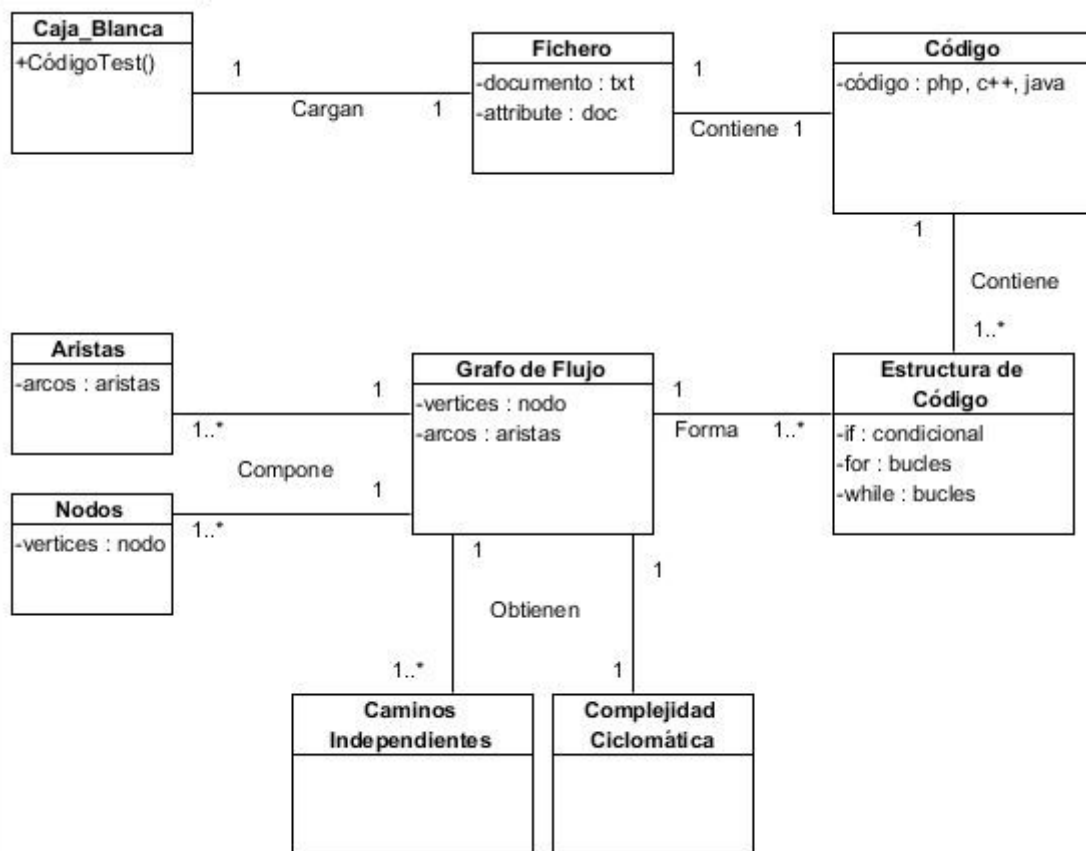 Caja_Blanca
+CódigoTest()
1
Cargan
1
Fichero
-documento : txt
-attribute : doc
1
Contiene 1
Código
-código : php, c++, java
1
Contiene
1..*
Estructura de
Código
-if : condicional
-for : bucles
-while : bucles
1
Forma
1..*
Grafo de Flujo
-vertices : nodo
-arcos : aristas
Aristas
-arcos : aristas
1
1..*
Compone
Nodos
-vertices : nodo
1
1..*
1
1
Obtienen
1..*
1
Caminos
Independientes
Complejidad
Ciclomática